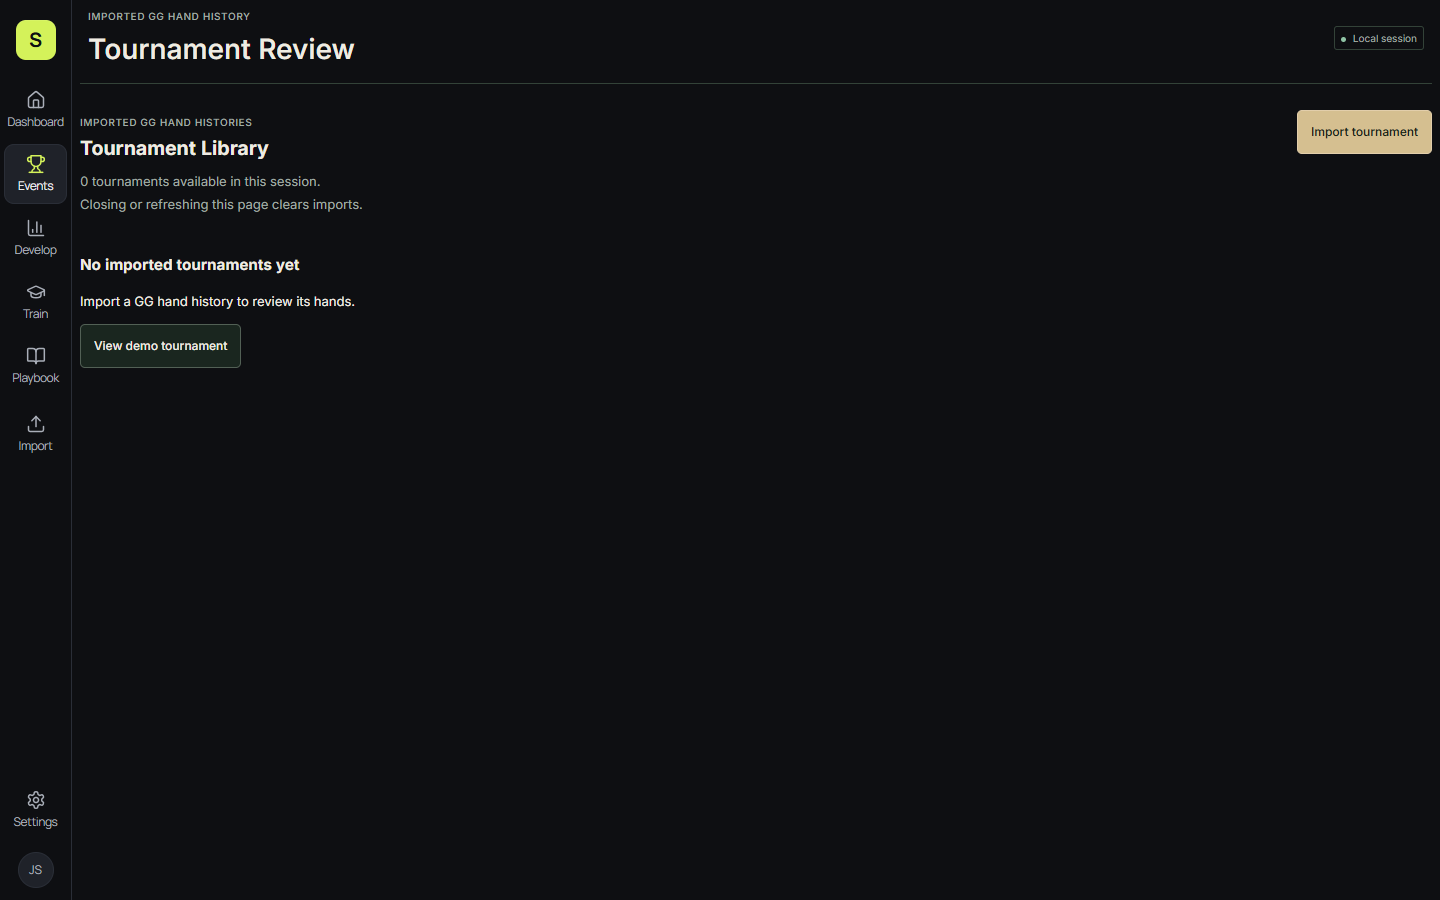 S
Dashboard
Events
Develop
Train
Playbook
Import
Settings
JS
IMPORTED GG HAND HISTORY
Tournament Review
Local session
IMPORTED GG HAND HISTORIES
Tournament Library
0 tournaments available in this session.
Closing or refreshing this page clears imports.
Import tournament
No imported tournaments yet
Import a GG hand history to review its hands.
View demo tournament